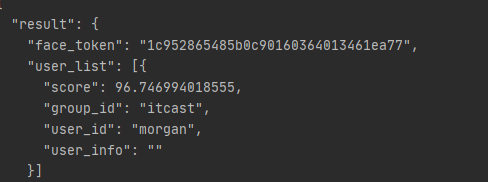 "result": {
"face_token": "1c952865485b0c90160364013461ea77",
"user_list": [{
"score": 96.746994018555,
"group_id": "itcast",
"user_id": "morgan",
"user_info": ""
}]